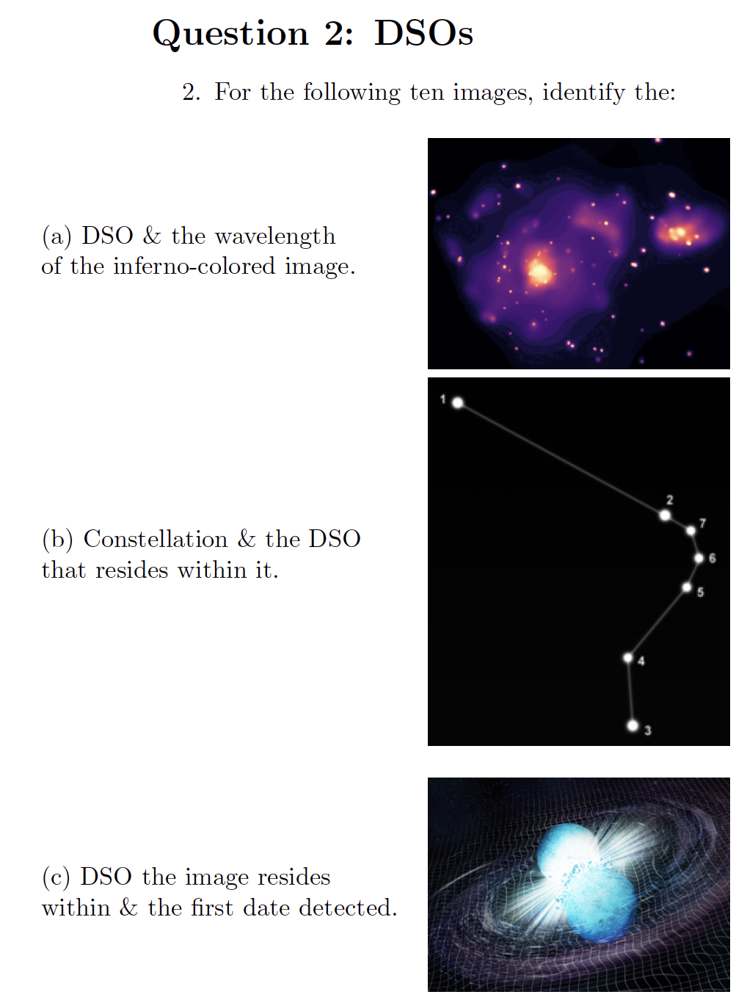 Question 2: DSOs
2. For the following ten images, identify the:
(a) DSO & the wavelength
of the inferno-colored image.
1
2
7
(b) Constellation & the DSO
6
that resides within it.
5
4
3
(c) DSO the image resides
within & the first date detected.